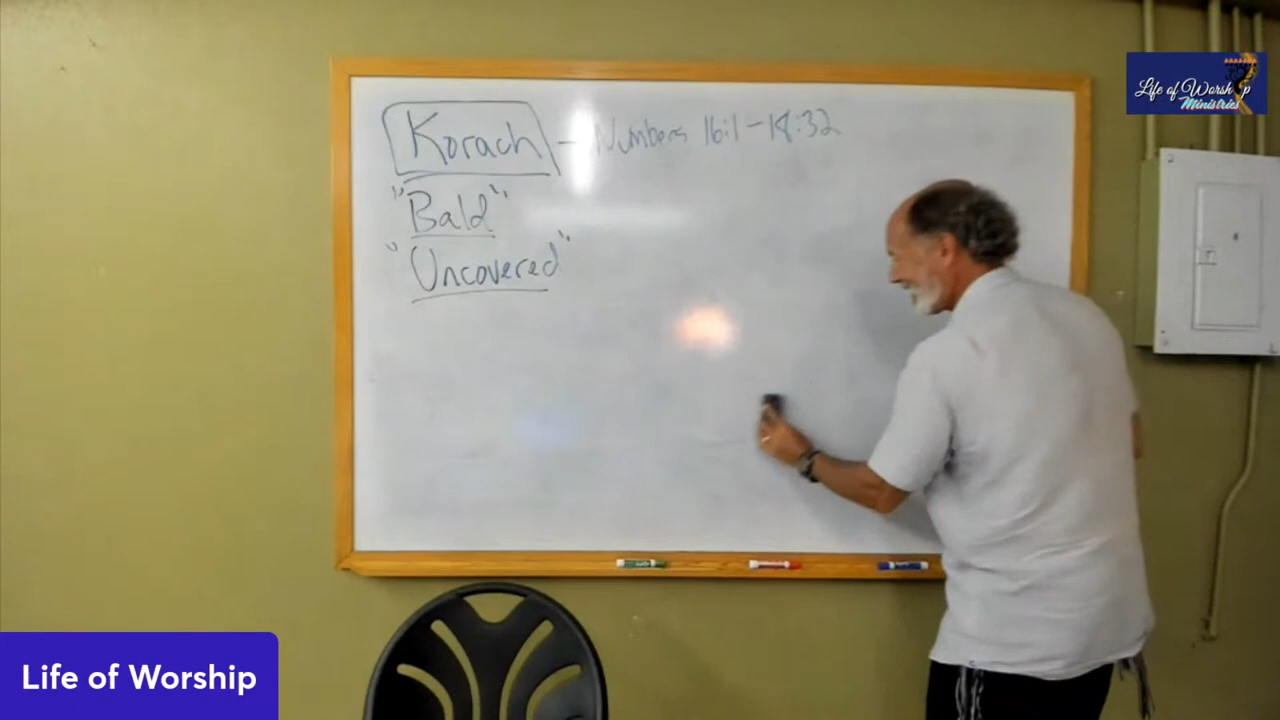 Korach - Numbers 16:1-18:32
"Bald"
"Uncovered"
Life of Worship
Ministries
Life of Worship